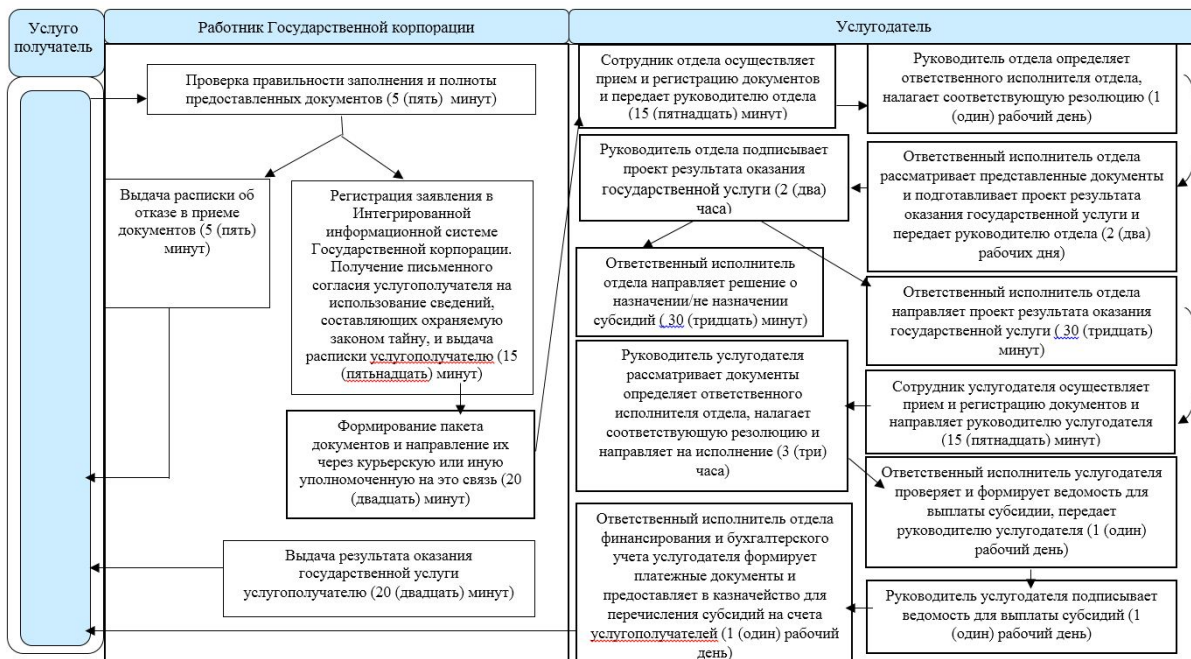 Услуго
получатель
Работник Государственной корпорации
Услугодатель
Проверка правильности заполнения и полноты
предоставленных документов (5 (пять) минут)
Выдача расписки об
отказе в приеме
документов (5 (пять)
минут)
Регистрация заявления в
Интегрированной
информационной системе
Государственной корпорации.
Получение письменного
согласия услугополучателя на
использование сведений,
составляющих охраняемую
законом тайну, и выдача
расписки услугополучателю (15
(пятьнадцать) минут)
Формирование пакета
документов и направление их
через курьерскую или иную
уполномоченную на это связь (20
(двадцать) минут)
Выдача результата оказания
государственной услуги
услугополучателю (20 (двадцать) минут)
Сотрудник отдела осуществляет
прием и регистрацию документов
и передает руководителю отдела
(15 (пятнадцать) минут)
Руководитель отдела определяет
ответственного исполнителя отдела,
налагает соответствующую резолюцию (1
(один) рабочий день)
Руководитель отдела подписывает
проект результата оказания
государственной услуги (2 (два)
часа)
Ответственный исполнитель отдела
рассматривает представленные документы
и подготавливает проект результата
оказания государственной услуги и
передает руководителю отдела (2 (два)
рабочих дня)
Ответственный исполнитель
отдела направляет решение о
назначении/не назначении
субсидий ( 30 (тридцать) минут)
Ответственный исполнитель отдела
направляет проект результата оказания
государственной услуги ( 30 (тридцать)
минут)
Руководитель услугодателя
рассматривает документы
определяет ответственного
исполнителя отдела, налагает
соответствующую резолюцию и
направляет на исполнение (3 (три)
часа)
Сотрудник услугодателя осуществляет
прием и регистрацию документов и
направляет руководителю услугодателя
(15 (пятнадцать) минут)
Ответственный исполнитель услугодателя
проверяет и формирует ведомость для
выплаты субсидии, передает
руководителю услугодателя (1 (один)
рабочий день)
Ответственный исполнитель отдела
финансирования и бухгалтерского
учета услугодателя формирует
платежные документы и
предоставляет в казначейство для
перечисления субсидий на счета
услугополучателей (1 (один) рабочий
день)
Руководитель услугодателя подписывает
ведомость для выплаты субсидий (1
(один) рабочий день)